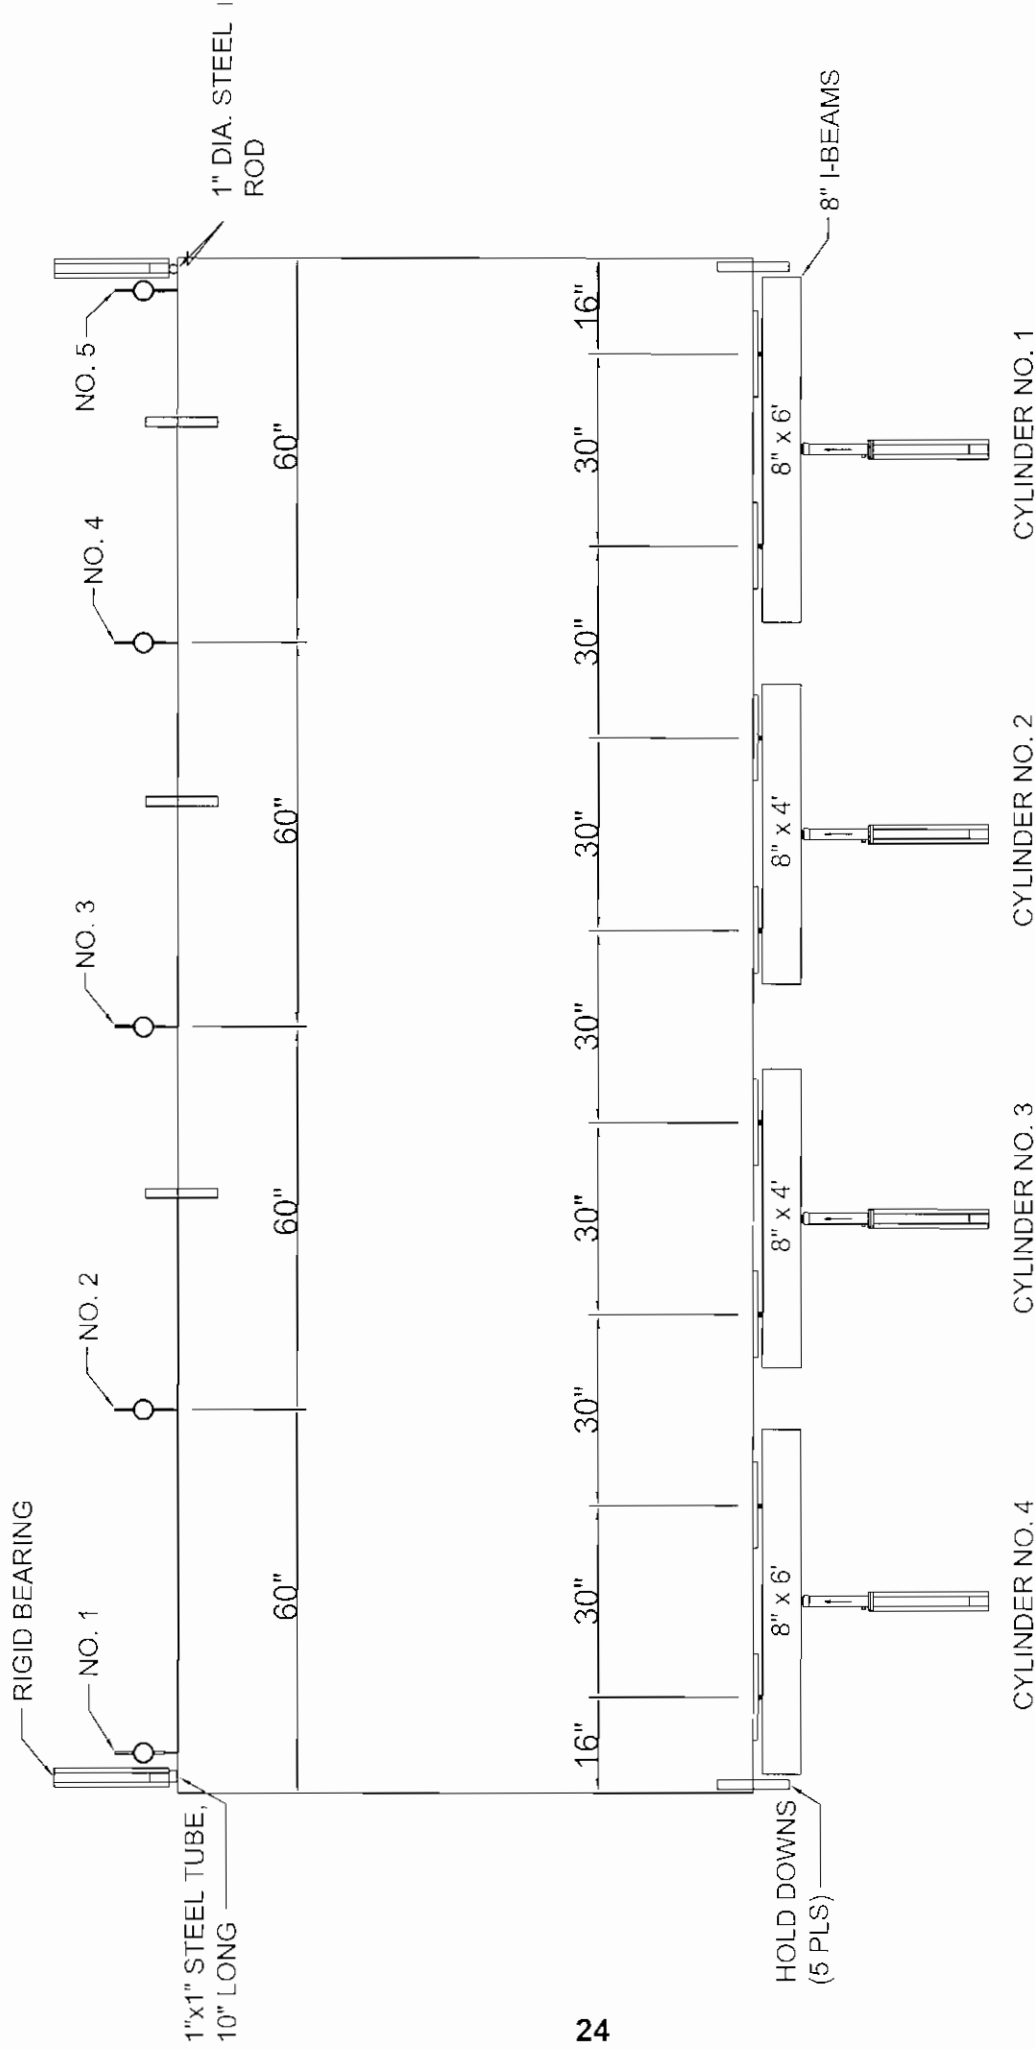 RIGID BEARING
NO. 1
NO. 2
NO. 3
NO. 4
NO. 5
1" DIA. STEEL
ROD
1"x1" STEEL TUBE,
10" LONG
60"
60"
60"
60"
16"
30"
30"
30"
30"
30"
30"
30"
16"
HOLD DOWNS
(5 PLS)
8" x 6'
8" x 4'
8" x 4'
8" x 6'
8" I-BEAMS
CYLINDER NO. 4
CYLINDER NO. 3
CYLINDER NO. 2
CYLINDER NO. 1
24